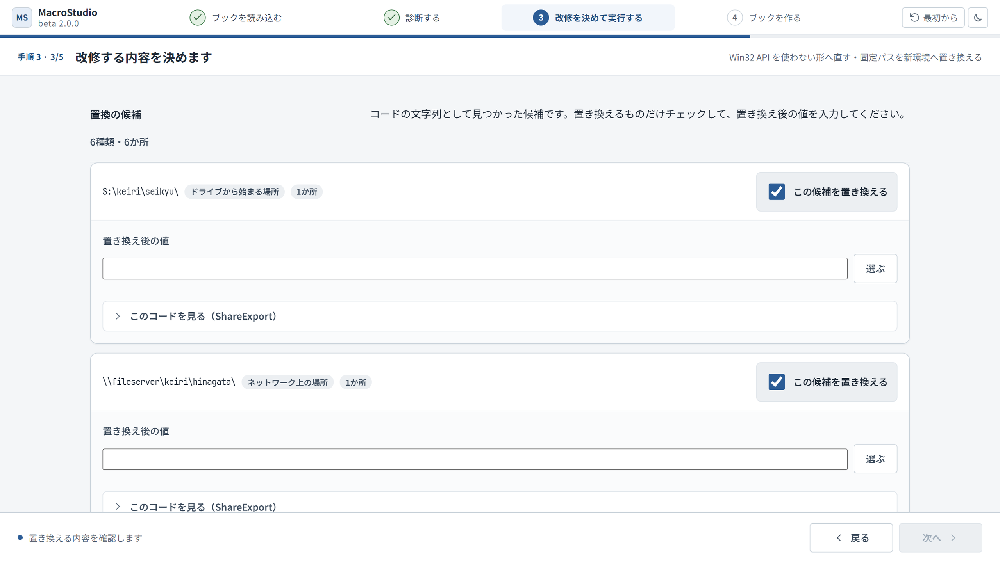 MS
MacroStudio
beta 2.0.0
ブックを読み込む
診断する
3
改修を決めて実行する
4
ブックを作る
最初から
手順 3 · 3/5
改修する内容を決めます
Win32 API を使わない形へ直す・固定パスを新環境へ置き換える
置換の候補
コードの文字列として見つかった候補です。置き換えるものだけチェックして、置き換え後の値を入力してください。
6種類・6か所
S:\keiri\seikyu\
ドライブから始まる場所
1か所
この候補を置き換える
置き換え後の値
選ぶ
このコードを見る（ShareExport）
\\fileserver\keiri\hinagata\
ネットワーク上の場所
1か所
この候補を置き換える
置き換え後の値
選ぶ
このコードを見る（ShareExport）
置き換える内容を確認します
戻る
次へ